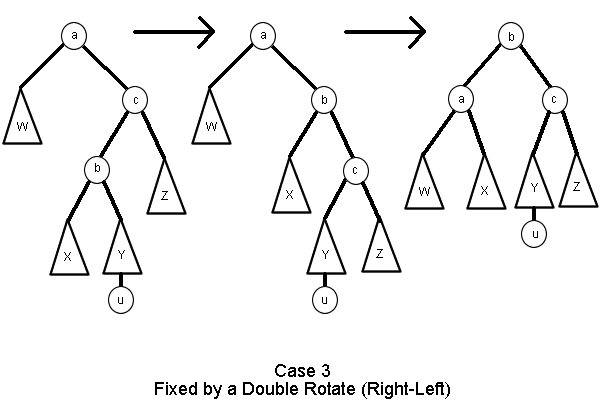 a a b
W c W b a c
b Z X c W X Y Z
X Y Y Z u
u u
Case 3
Fixed by a Double Rotate (Right-Left)